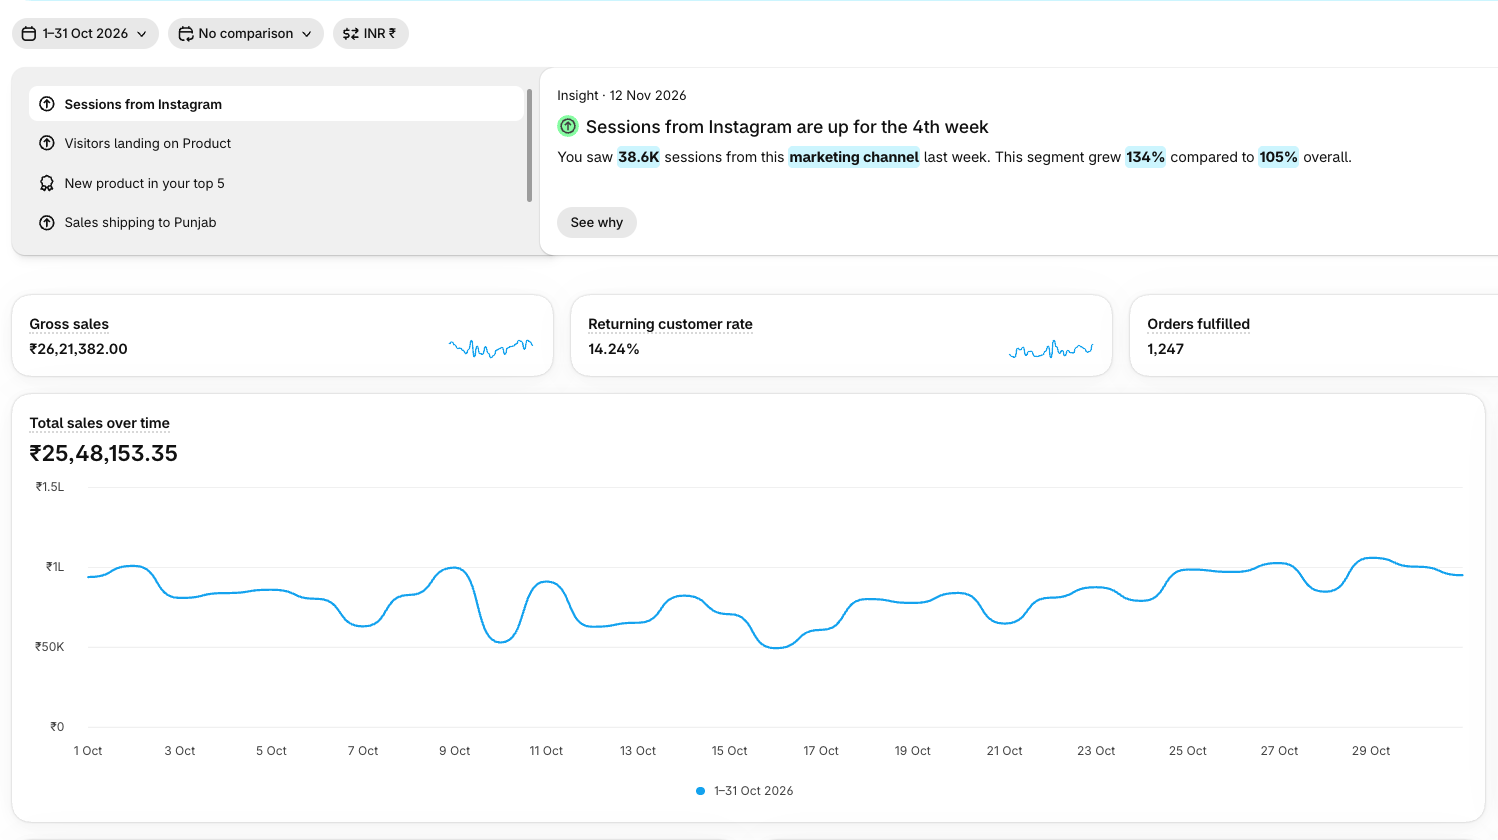 1–31 Oct 2026
No comparison
INR ₹
Sessions from Instagram
Visitors landing on Product
New product in your top 5
Sales shipping to Punjab
Insight · 12 Nov 2026
Sessions from Instagram are up for the 4th week
You saw 38.6K sessions from this marketing channel last week. This segment grew 134% compared to 105% overall.
See why
Gross sales
₹26,21,382.00
Returning customer rate
14.24%
Orders fulfilled
1,247
Total sales over time
₹25,48,153.35
₹1.5L
₹1L
₹50K
₹0
1 Oct 3 Oct 5 Oct 7 Oct 9 Oct 11 Oct 13 Oct 15 Oct 17 Oct 19 Oct 21 Oct 23 Oct 25 Oct 27 Oct 29 Oct
1–31 Oct 2026